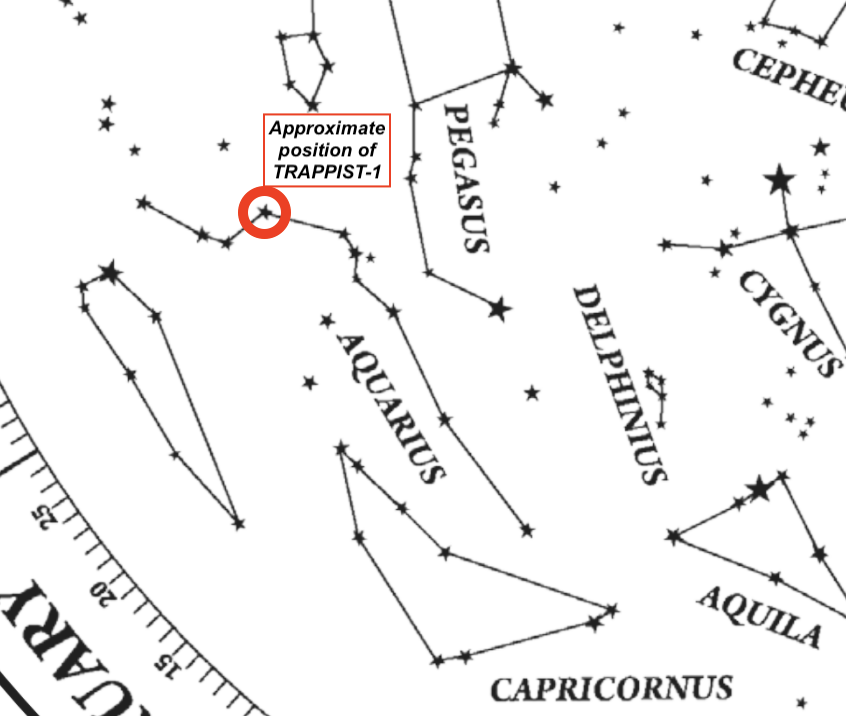 CEPHEU
Approximate
position of
TRAPPIST-1
PEGASUS
CYGNUS
DELPHINIUS
AQUARIUS
25
20
15
UARY
AQUILA
CAPRICORNUS